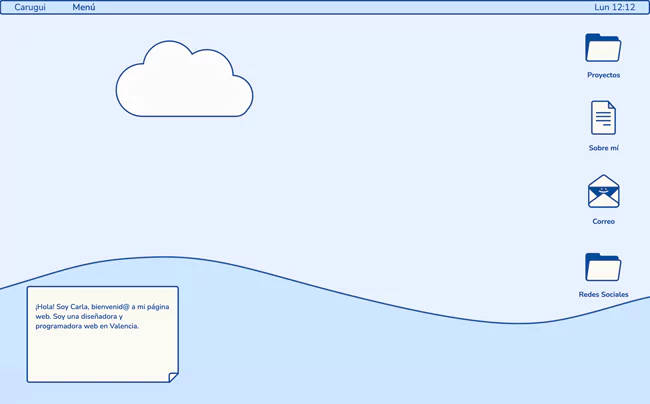 Carugui
Menú
Lun 12:12
Proyectos
Sobre mí
Correo
Redes Sociales
¡Hola! Soy Carla, bienvenid@ a mi página
web. Soy una diseñadora y
programadora web en Valencia.